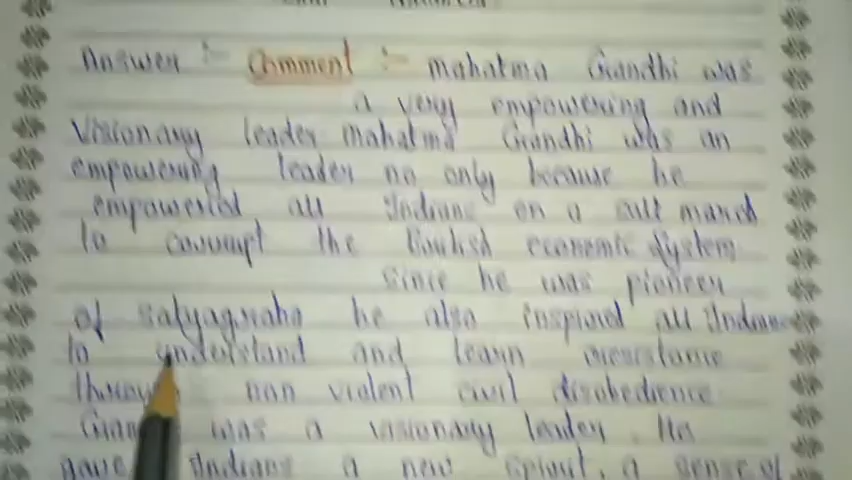 Answer :- Comment :- mahatma Gandhi was
a very empowering and
Visionary leader mahatma Gandhi was an
empowering leader no only because he
empowered all Indians on a salt march
to corrupt the British economic System
since he was pioneer
of satyagraha he also inspired all Indians
to understand and learn resistance
through non violent civil disobedience
was a visionary leader. He
gave Indians a new spirit, a sense of